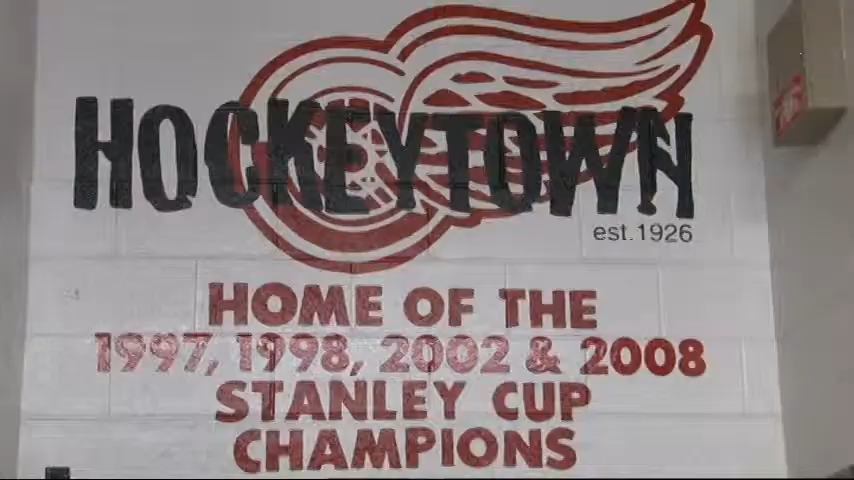 HOCKEYTOWN
est.1926
HOME OF THE
1997, 1998, 2002 & 2008
STANLEY CUP
CHAMPIONS